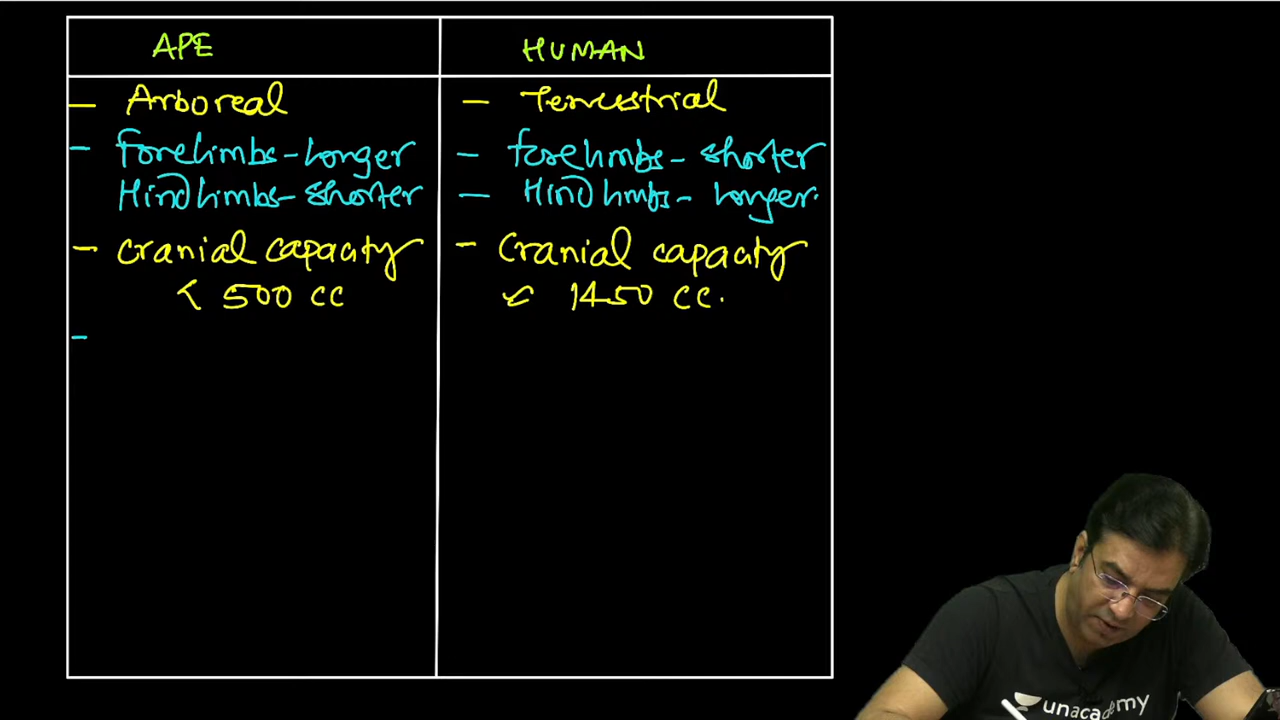 APE
HUMAN
– Arboreal
– Terrestrial
– Forelimbs-Longer
– Forelimbs- shorter
Hind limbs- shorter
– Hind limbs- Longer.
– Cranial capacity
– Cranial capacity
< 500 cc
1450 cc.
–
unacademy